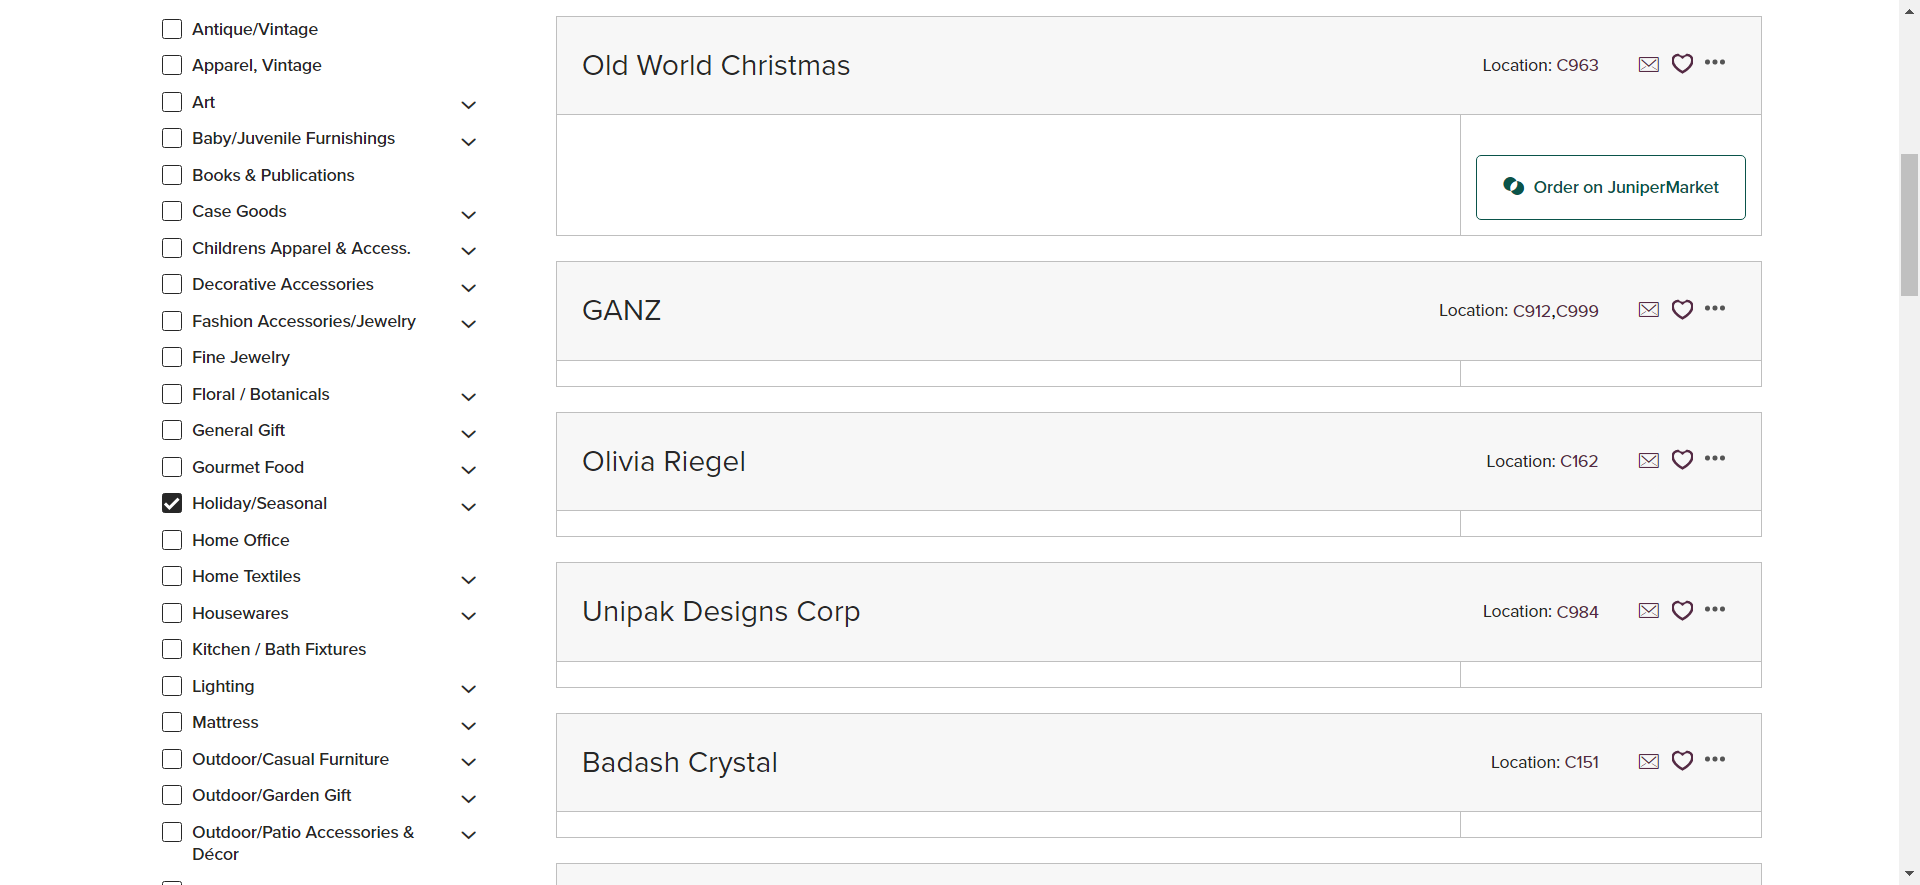 Antique/Vintage
Apparel, Vintage
Art
Baby/Juvenile Furnishings
Books & Publications
Case Goods
Childrens Apparel & Access.
Decorative Accessories
Fashion Accessories/Jewelry
Fine Jewelry
Floral / Botanicals
General Gift
Gourmet Food
Holiday/Seasonal
Home Office
Home Textiles
Housewares
Kitchen / Bath Fixtures
Lighting
Mattress
Outdoor/Casual Furniture
Outdoor/Garden Gift
Outdoor/Patio Accessories &
Décor
Old World Christmas
Location: C963
Order on JuniperMarket
GANZ
Location: C912,C999
Olivia Riegel
Location: C162
Unipak Designs Corp
Location: C984
Badash Crystal
Location: C151